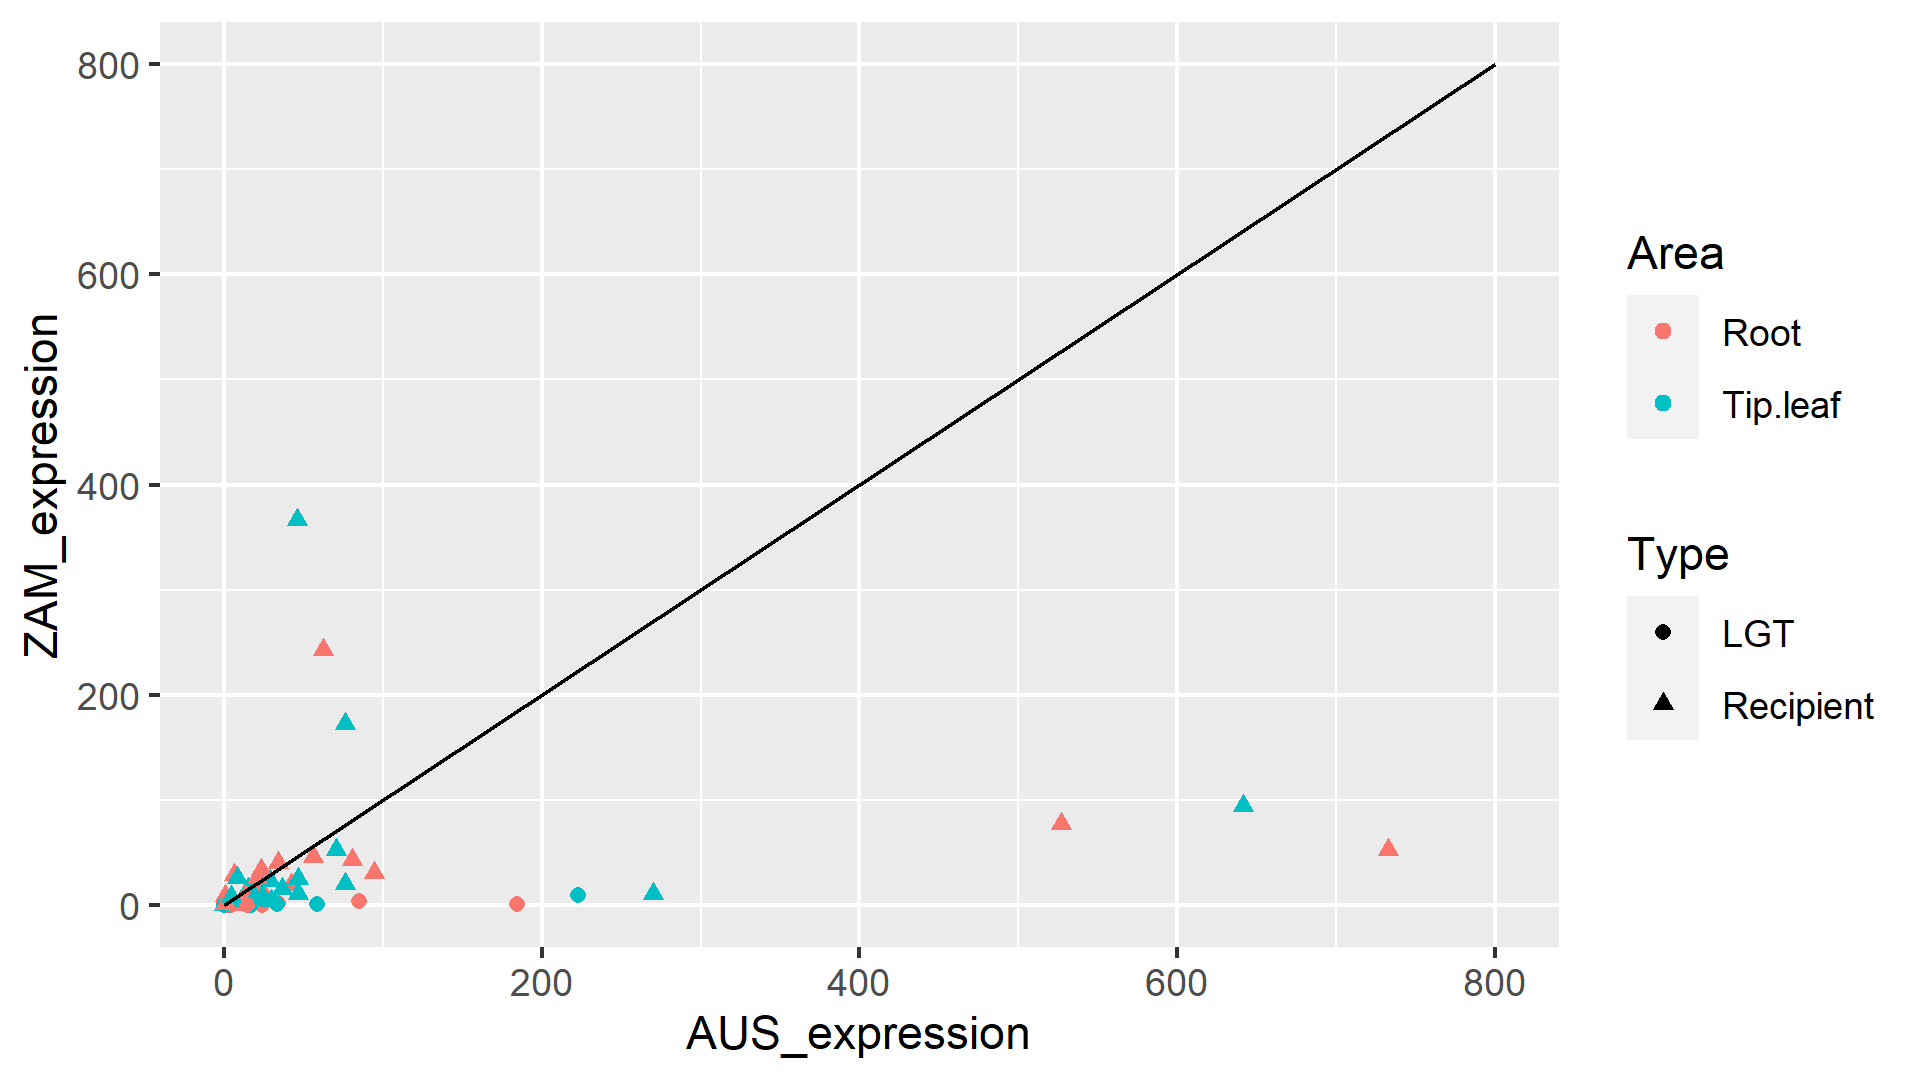 800
600
400
200
0
0 200 400 600 800
ZAM_expression
AUS_expression
Area
Root
Tip.leaf
Type
LGT
Recipient